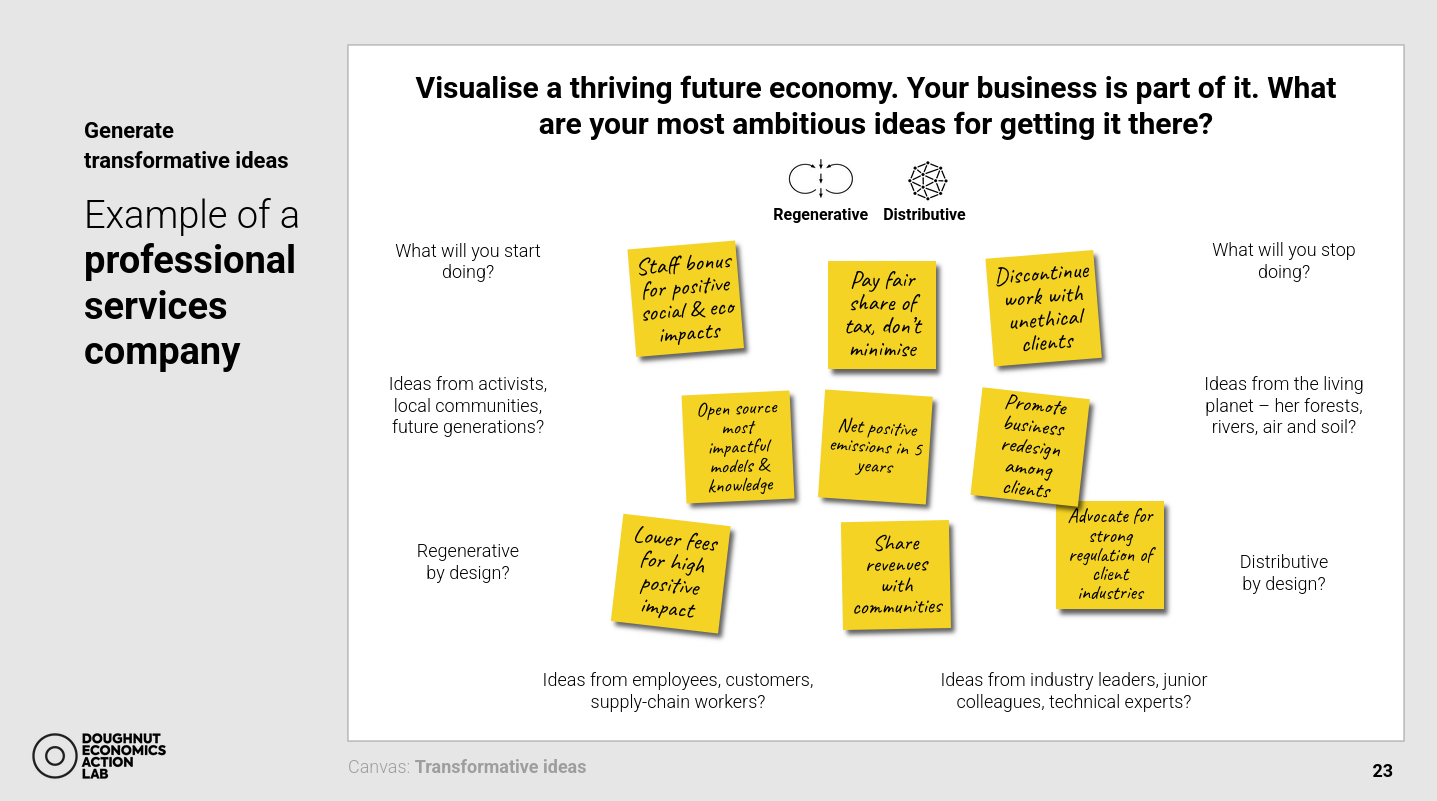 Generate
transformative ideas
Example of a
professional
services
company
Visualise a thriving future economy. Your business is part of it. What
are your most ambitious ideas for getting it there?
Regenerative
Distributive
What will you start
doing?
Staff bonus
for positive
social & eco
impacts
Pay fair
share of
tax, don't
minimise
Discontinue
work with
unethical
clients
What will you stop
doing?
Ideas from activists,
local communities,
future generations?
Open source
most
impactful
models &
knowledge
Net positive
emissions in 5
years
Promote
business
redesign
among
clients
Ideas from the living
planet – her forests,
rivers, air and soil?
Regenerative
by design?
Lower fees
for high
positive
impact
Share
revenues
with
communities
Advocate for
strong
regulation of
client
industries
Distributive
by design?
Ideas from employees, customers,
supply-chain workers?
Ideas from industry leaders, junior
colleagues, technical experts?
DOUGHNUT
ECONOMICS
ACTION
LAB
Canvas: Transformative ideas
23